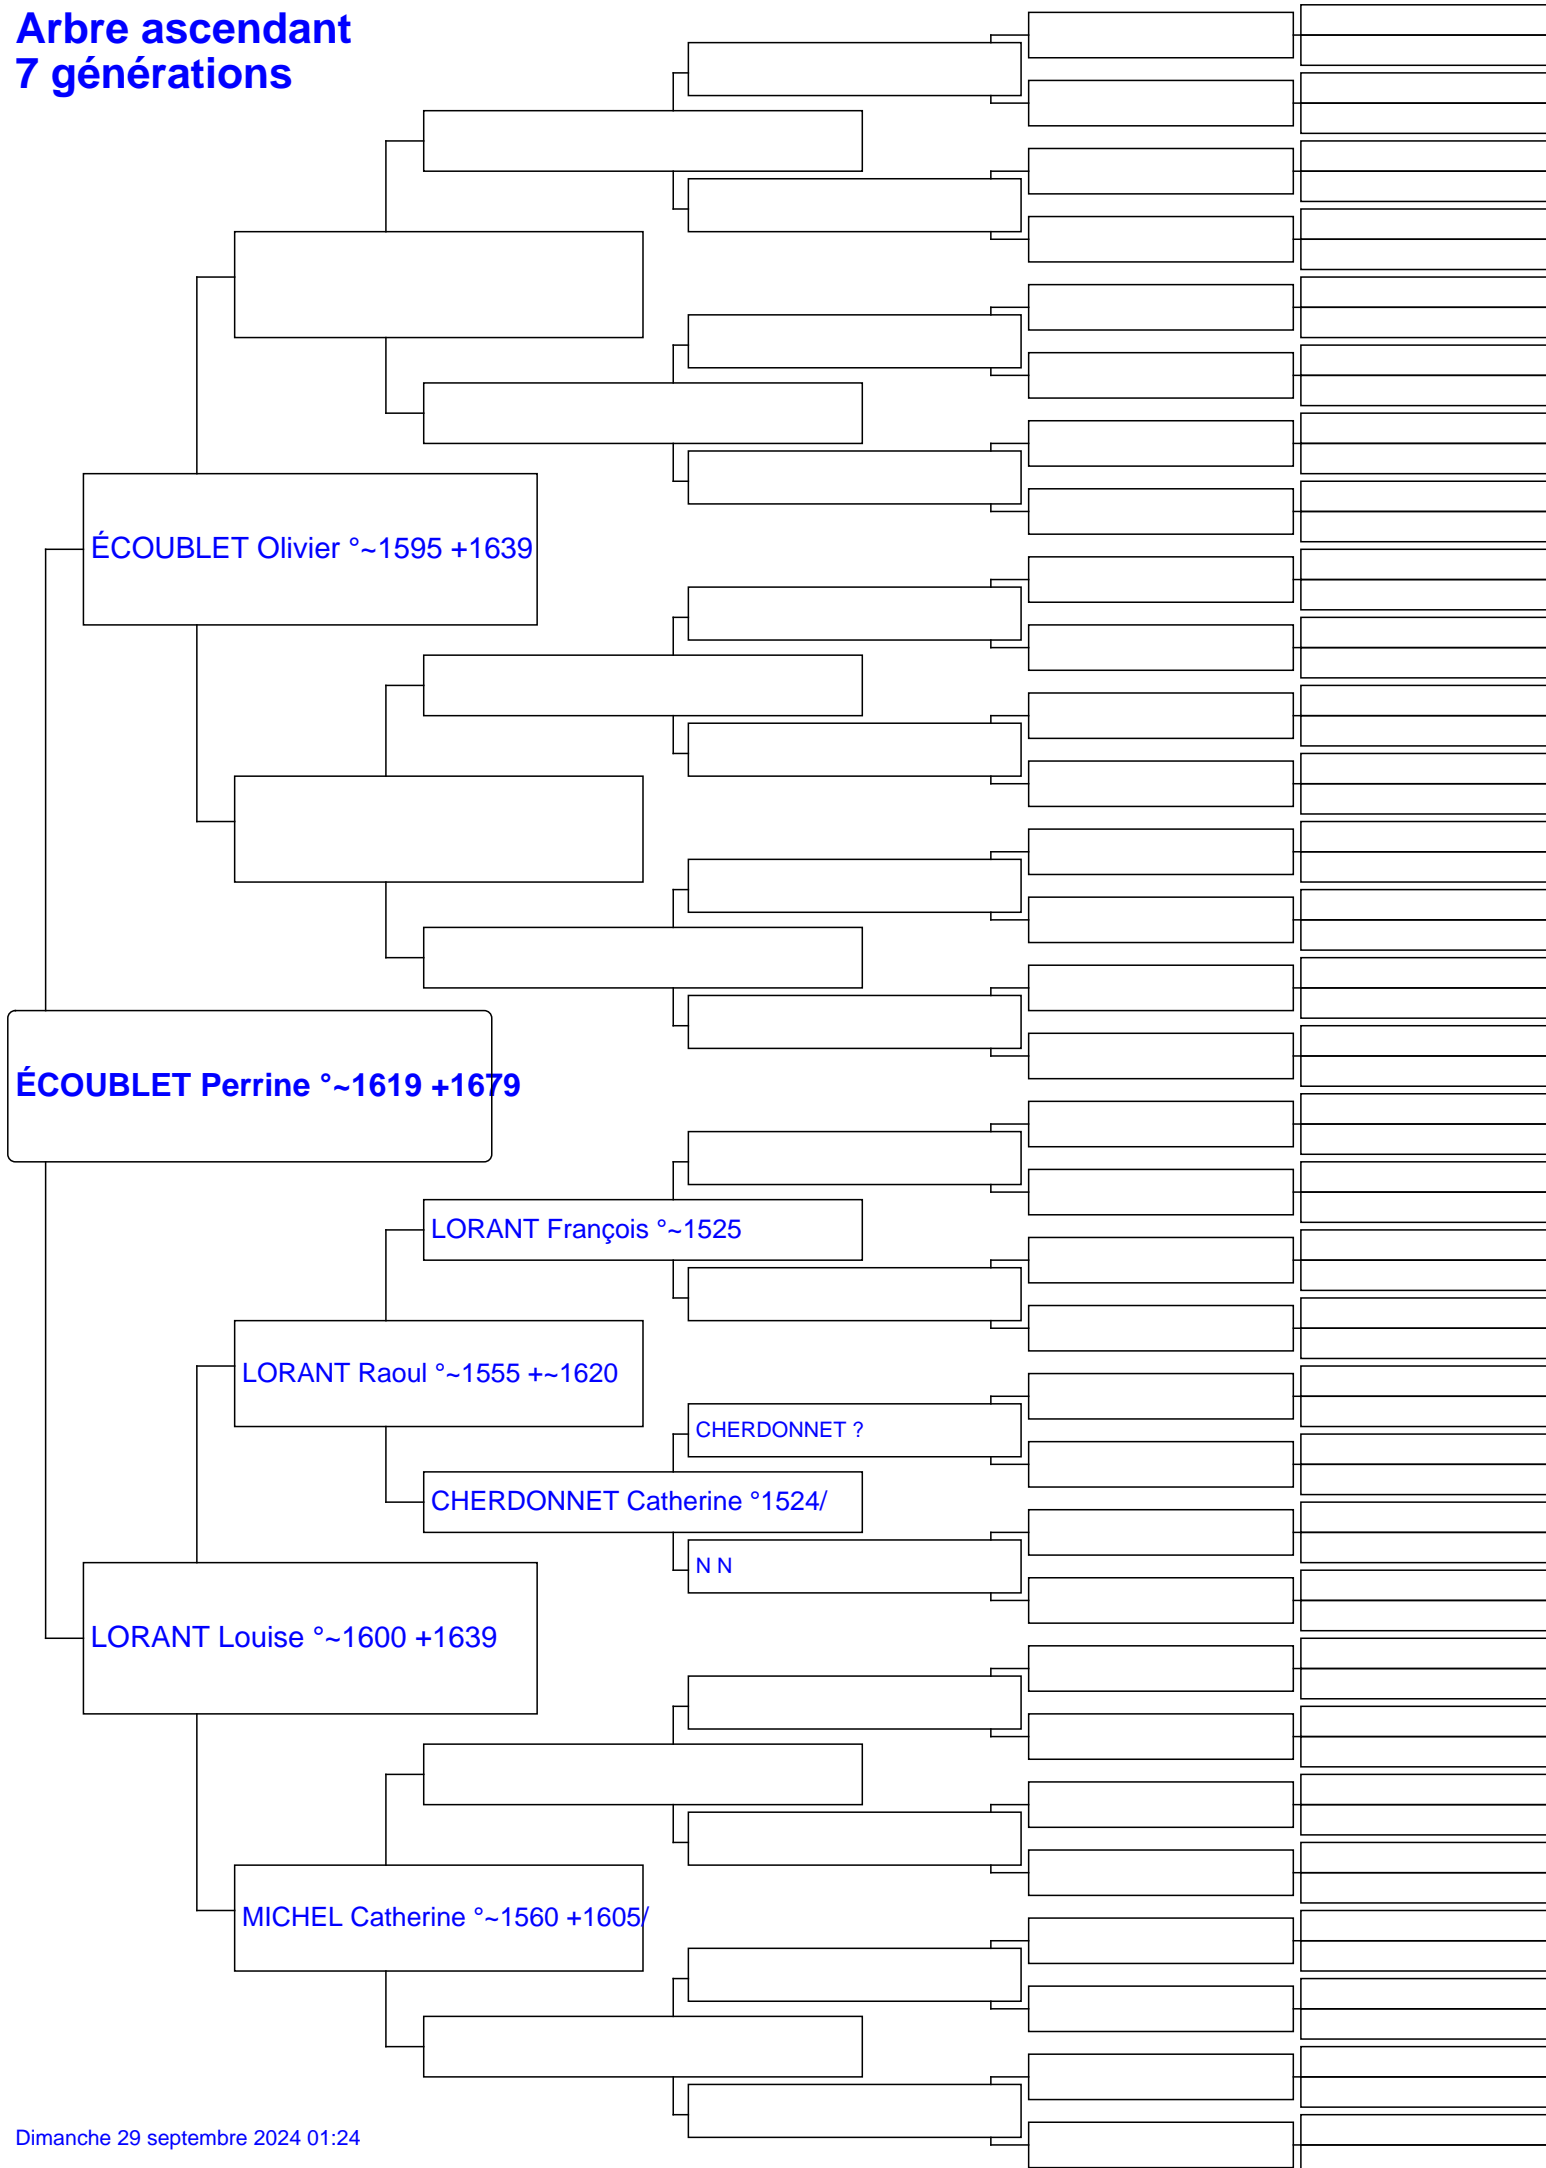 Arbre ascendant
7 générations
ÉCOUBLET Olivier °~1595 +1639
ÉCOUBLET Perrine °~1619 +1679
LORANT François °~1525
LORANT Raoul °~1555 +~1620
CHERDONNET ?
CHERDONNET Catherine °1524/
N N
LORANT Louise °~1600 +1639
MICHEL Catherine °~1560 +1605/
Dimanche 29 septembre 2024 01:24